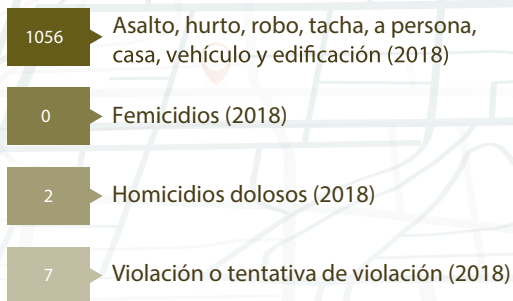 1056
Asalto, hurto, robo, tacha, a persona,
casa, vehículo y edificación (2018)
0
Femicidios (2018)
2
Homicidios dolosos (2018)
7
Violación o tentativa de violación (2018)